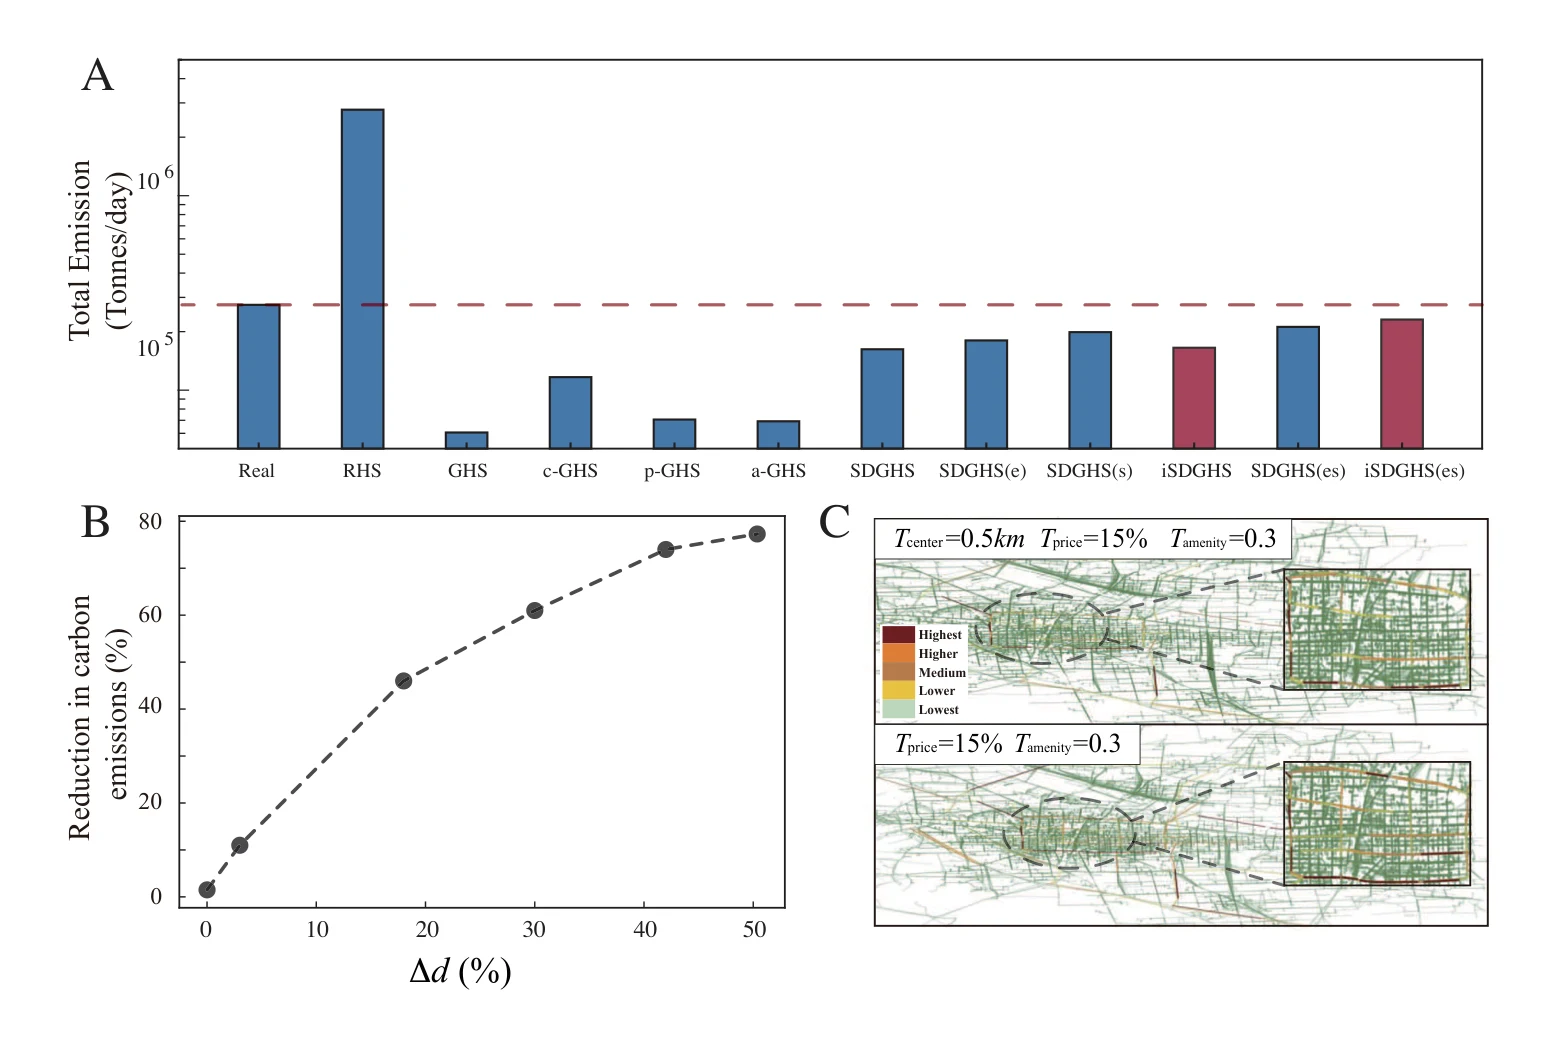 A
Total Emission
(Tonnes/day)
10^6
10^5
Real RHS GHS c-GHS p-GHS a-GHS SDGHS SDGHS(e) SDGHS(s) iSDGHS SDGHS(es) iSDGHS(es)
B
Reduction in carbon
emissions (%)
80
60
40
20
0
0 10 20 30 40 50
Δd (%)
C
Tcenter=0.5km Tprice=15% Tamenity=0.3
Highest
Higher
Medium
Lower
Lowest
Tprice=15% Tamenity=0.3